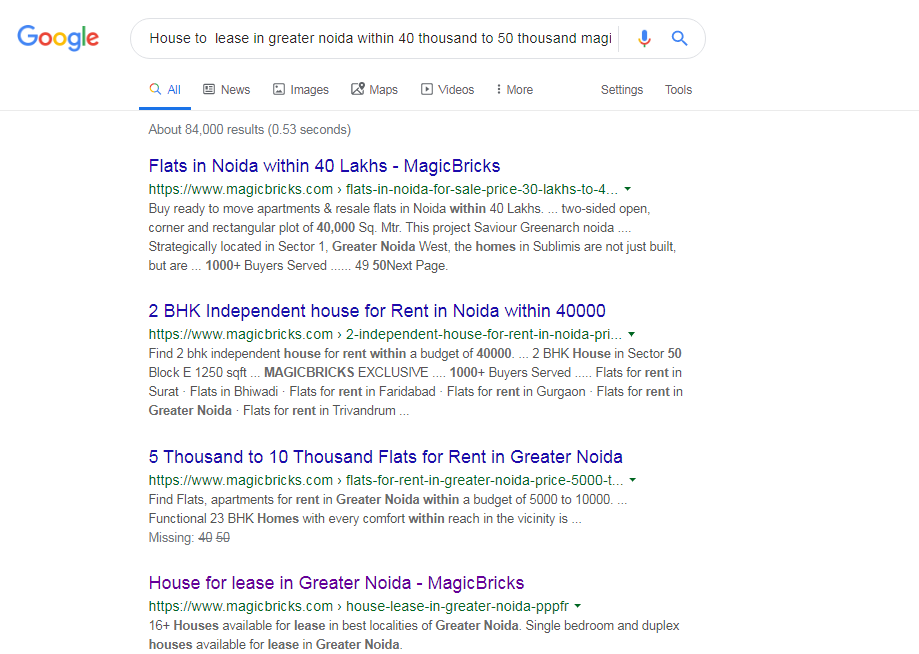 Google
House to  lease in greater noida within 40 thousand to 50 thousand magi
All News Images Maps Videos More Settings Tools
About 84,000 results (0.53 seconds)
Flats in Noida within 40 Lakhs - MagicBricks
https://www.magicbricks.com › flats-in-noida-for-sale-price-30-lakhs-to-4...
Buy ready to move apartments & resale flats in Noida within 40 Lakhs. ... two-sided open,
corner and rectangular plot of 40,000 Sq. Mtr. This project Saviour Greenarch noida ....
Strategically located in Sector 1, Greater Noida West, the homes in Sublimis are not just built,
but are ... 1000+ Buyers Served ...... 49 50Next Page.
2 BHK Independent house for Rent in Noida within 40000
https://www.magicbricks.com › 2-independent-house-for-rent-in-noida-pri...
Find 2 bhk independent house for rent within a budget of 40000. ... 2 BHK House in Sector 50
Block E 1250 sqft ... MAGICBRICKS EXCLUSIVE .... 1000+ Buyers Served ..... Flats for rent in
Surat · Flats in Bhiwadi · Flats for rent in Faridabad · Flats for rent in Gurgaon · Flats for rent in
Greater Noida · Flats for rent in Trivandrum ...
5 Thousand to 10 Thousand Flats for Rent in Greater Noida
https://www.magicbricks.com › flats-for-rent-in-greater-noida-price-5000-t...
Find Flats, apartments for rent in Greater Noida within a budget of 5000 to 10000. ...
Functional 23 BHK Homes with every comfort within reach in the vicinity is ...
Missing: 40 50
House for lease in Greater Noida - MagicBricks
https://www.magicbricks.com › house-lease-in-greater-noida-pppfr
16+ Houses available for lease in best localities of Greater Noida. Single bedroom and duplex
houses available for lease in Greater Noida.